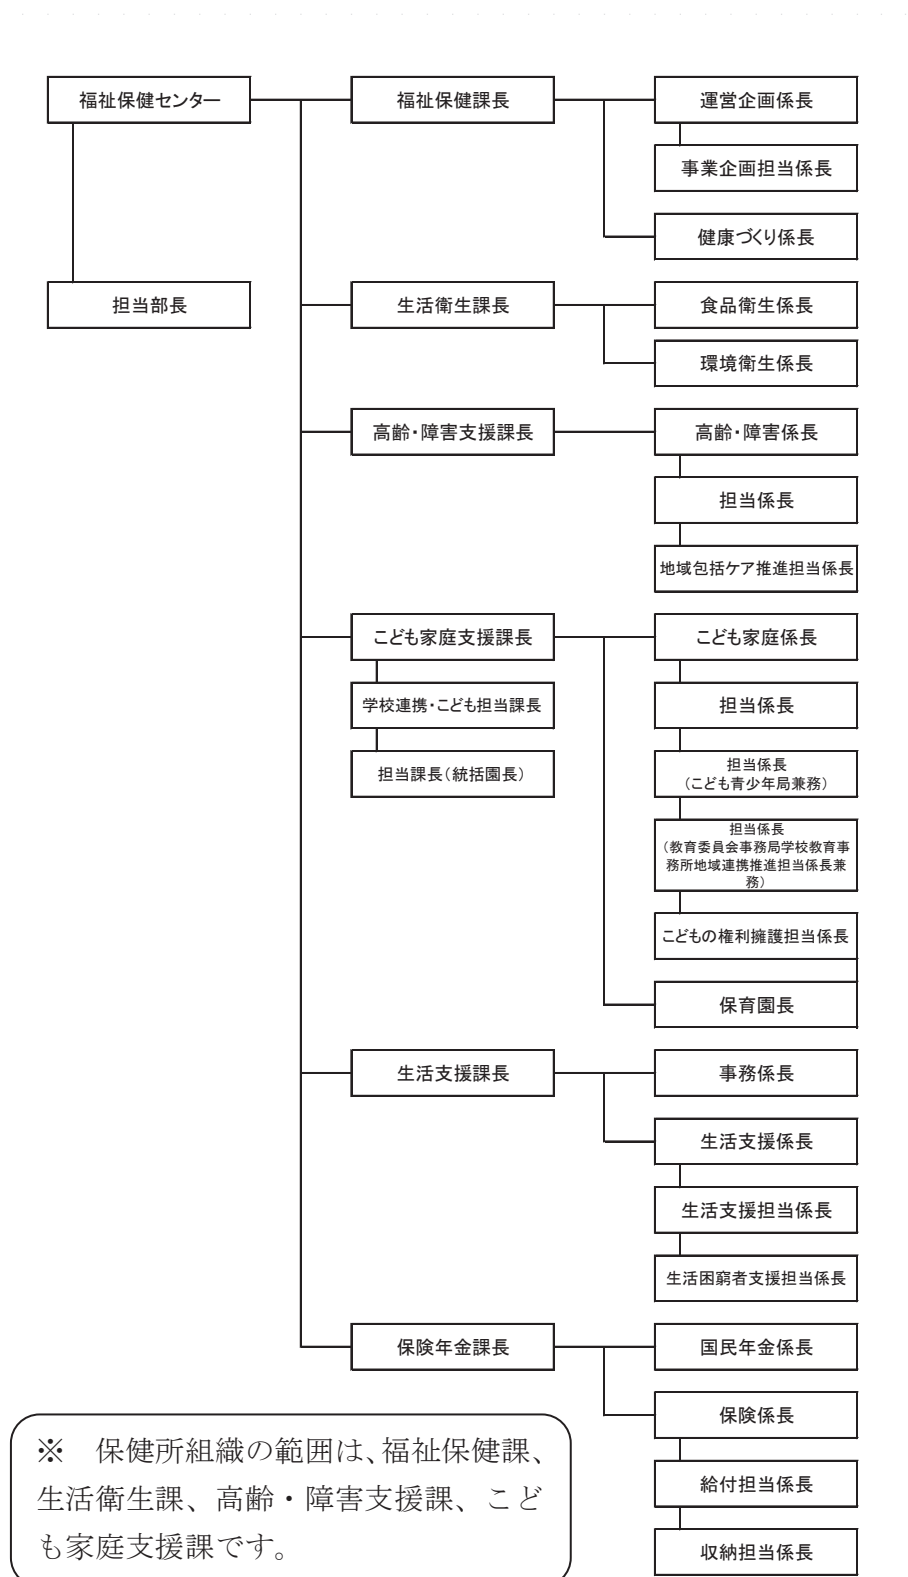 福祉保健センター
担当部長
福祉保健課長
運営企画係長
事業企画担当係長
健康づくり係長
生活衛生課長
食品衛生係長
環境衛生係長
高齢・障害支援課長
高齢・障害係長
担当係長
地域包括ケア推進担当係長
こども家庭支援課長
学校連携・こども担当課長
担当課長(統括園長)
こども家庭係長
担当係長
担当係長
(こども青少年局兼務)
担当係長
(教育委員会事務局学校教育事
務所地域連携推進担当係長兼
務)
こどもの権利擁護担当係長
保育園長
生活支援課長
事務係長
生活支援係長
生活支援担当係長
生活困窮者支援担当係長
保険年金課長
国民年金係長
保険係長
給付担当係長
収納担当係長
※　保健所組織の範囲は、福祉保健課、
生活衛生課、高齢・障害支援課、こど
も家庭支援課です。